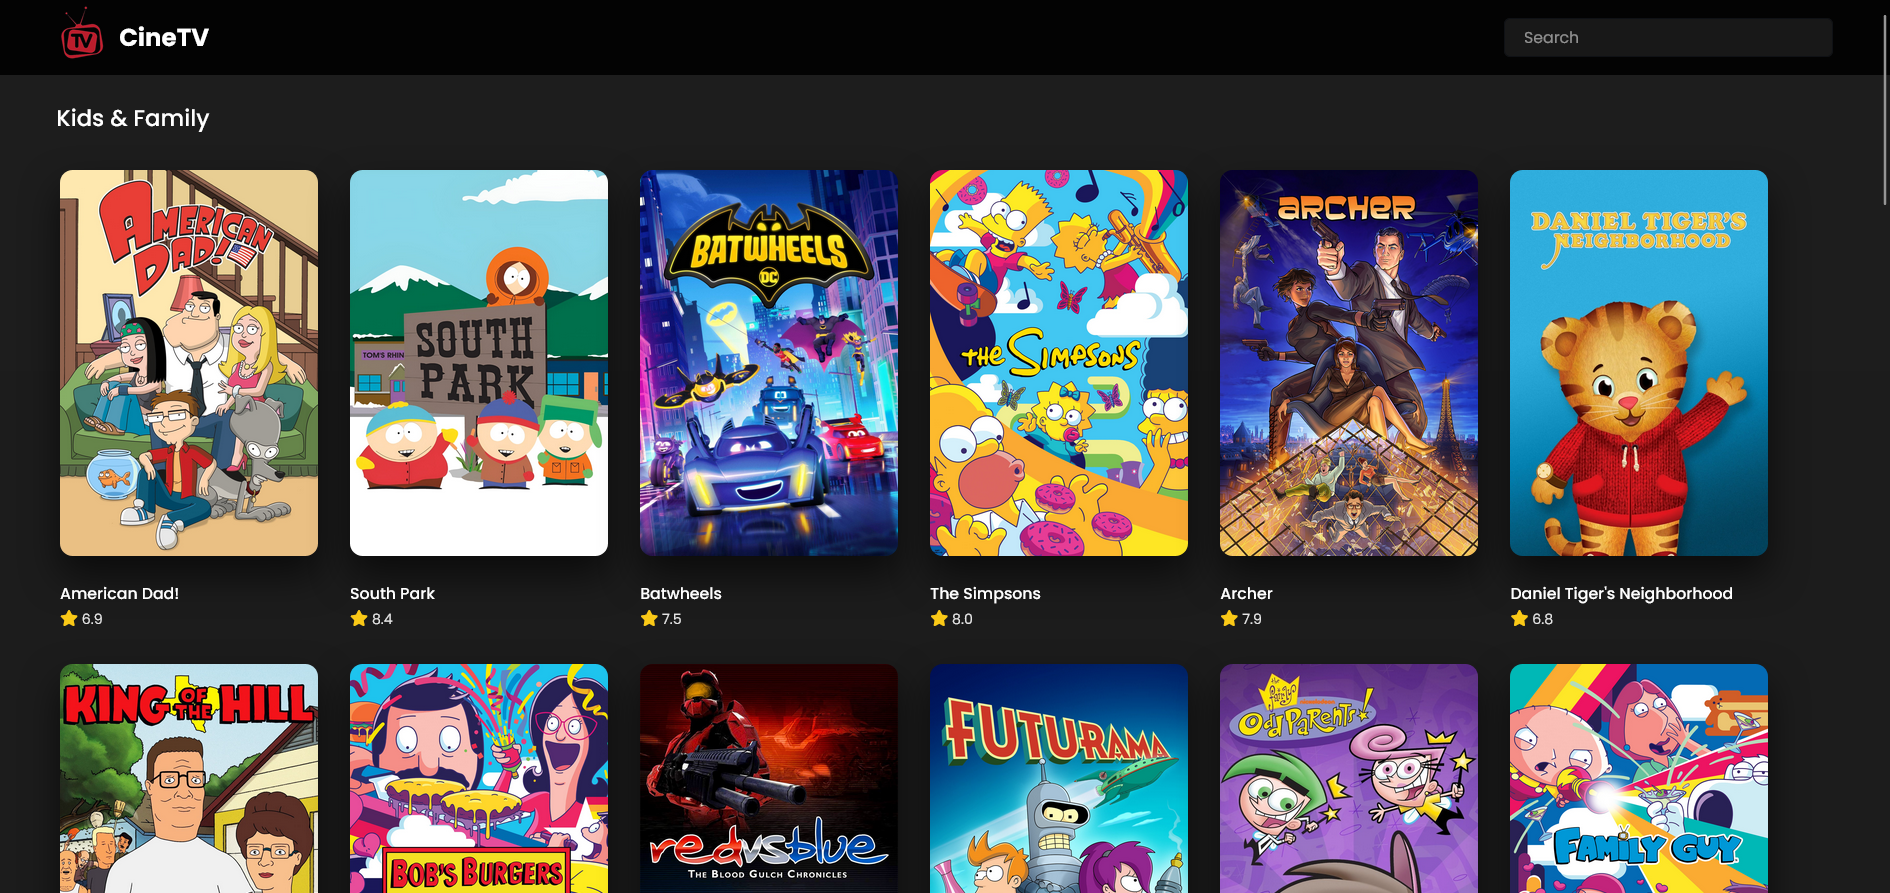 TV
CineTV
Search
Kids & Family
AMERICAN
DAD!
TOM'S RHIN
SOUTH
PARK
BATWHEELS
DC
THE SIMPSONS
ARCHER
DANIEL TIGER'S
NEIGHBORHOOD
American Dad!
6.9
South Park
8.4
Batwheels
7.5
The Simpsons
8.0
Archer
7.9
Daniel Tiger's Neighborhood
6.8
KING OF THE HILL
BOB'S BURGERS
redvsblue
THE BLOOD GULCH CHRONICLES
FUTURAMA
The Fairly
OddParents!
FAMILY GUY